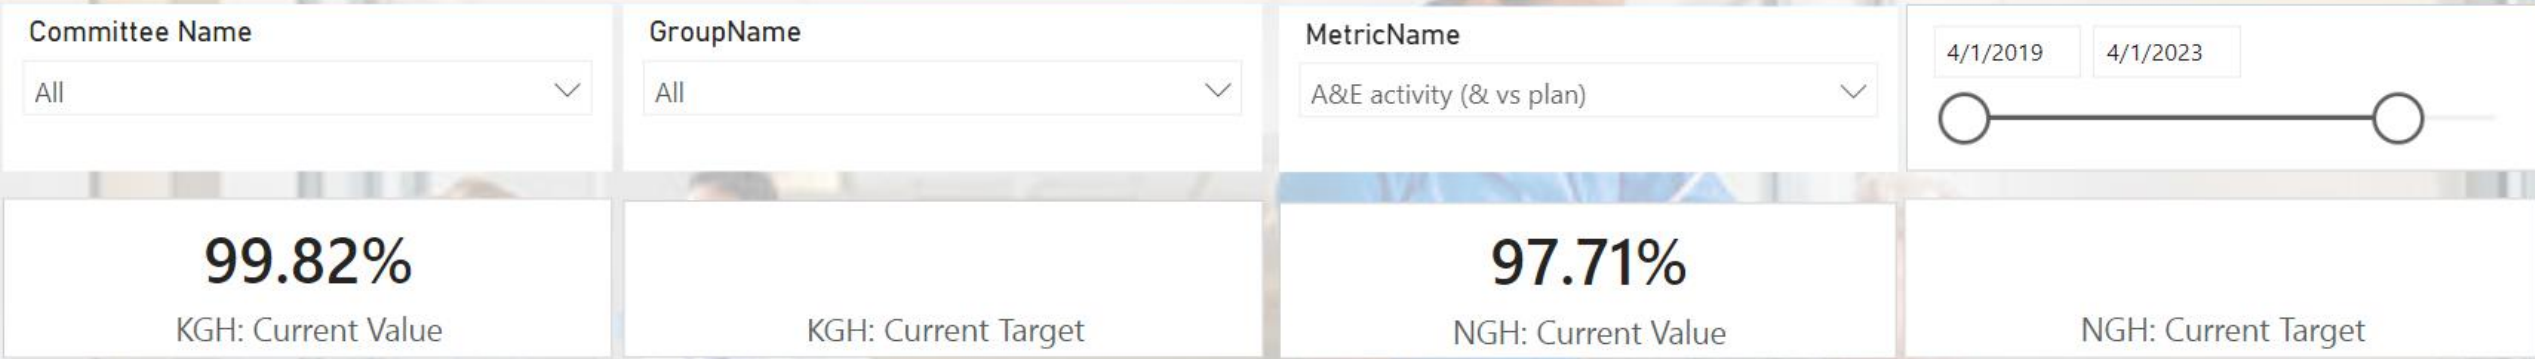 Committee Name
All
GroupName
All
MetricName
A&E activity (& vs plan)
4/1/2019 4/1/2023
99.82%
KGH: Current Value
KGH: Current Target
97.71%
NGH: Current Value
NGH: Current Target